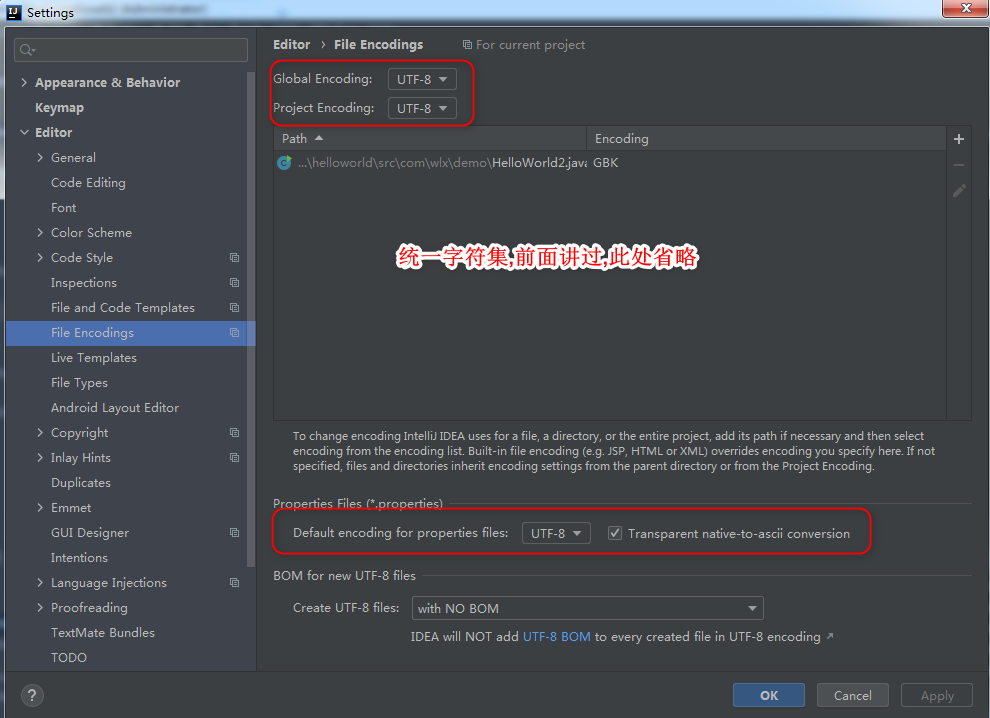 Settings
Editor › File Encodings For current project
Global Encoding: UTF-8
Project Encoding: UTF-8
Path Encoding
...\helloworld\src\com\wlx\demo\HelloWorld2.java GBK
统一字符集,前面讲过,此处省略
To change encoding IntelliJ IDEA uses for a file, a directory, or the entire project, add its path if necessary and then select
encoding from the encoding list. Built-in file encoding (e.g. JSP, HTML or XML) overrides encoding you specify here. If not
specified, files and directories inherit encoding settings from the parent directory or from the Project Encoding.
Properties Files (*.properties)
Default encoding for properties files: UTF-8 Transparent native-to-ascii conversion
BOM for new UTF-8 files
Create UTF-8 files: with NO BOM
IDEA will NOT add UTF-8 BOM to every created file in UTF-8 encoding ↗
Appearance & Behavior
Keymap
Editor
General
Code Editing
Font
Color Scheme
Code Style
Inspections
File and Code Templates
File Encodings
Live Templates
File Types
Android Layout Editor
Copyright
Inlay Hints
Duplicates
Emmet
GUI Designer
Intentions
Language Injections
Proofreading
TextMate Bundles
TODO
? OK Cancel Apply